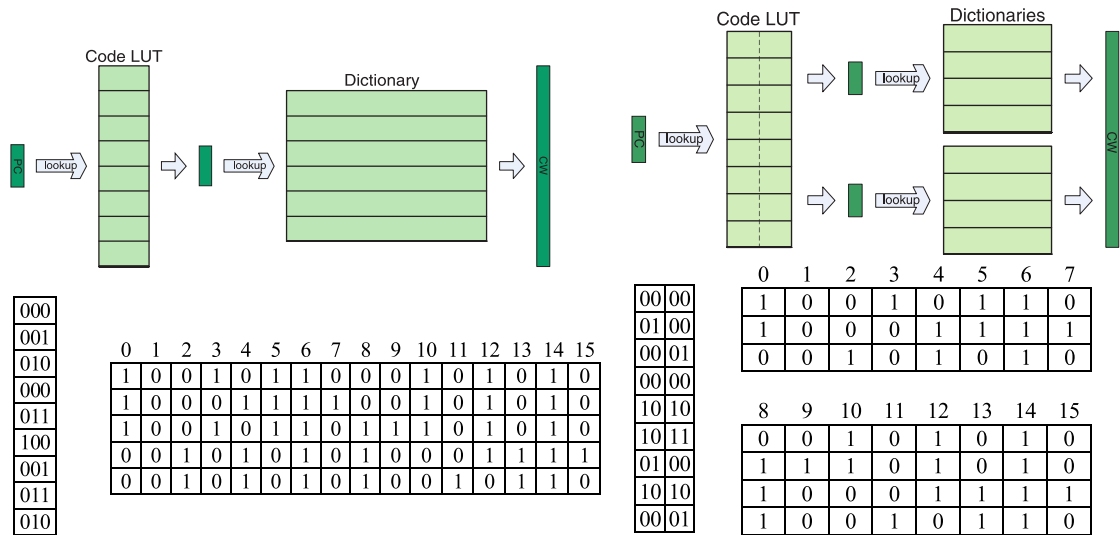 Code LUT
Dictionary
PC
lookup
lookup
CW
000
001
010
000
011
100
001
011
010
0 1 2 3 4 5 6 7 8 9 10 11 12 13 14 15
1 0 0 1 0 1 1 0 0 0 1 0 1 0 1 0
1 0 0 0 1 1 1 1 0 0 1 0 1 0 1 0
1 0 0 1 0 1 1 0 1 1 1 0 1 0 1 0
0 0 1 0 1 0 1 0 1 0 0 0 1 1 1 1
0 0 1 0 1 0 1 0 1 0 0 1 0 1 1 0
Code LUT
Dictionaries
PC
lookup
lookup
lookup
CW
00 00
01 00
00 01
00 00
10 10
10 11
01 00
10 10
00 01
0 1 2 3 4 5 6 7
1 0 0 1 0 1 1 0
1 0 0 0 1 1 1 1
0 0 1 0 1 0 1 0
8 9 10 11 12 13 14 15
0 0 1 0 1 0 1 0
1 1 1 0 1 0 1 0
1 0 0 0 1 1 1 1
1 0 0 1 0 1 1 0